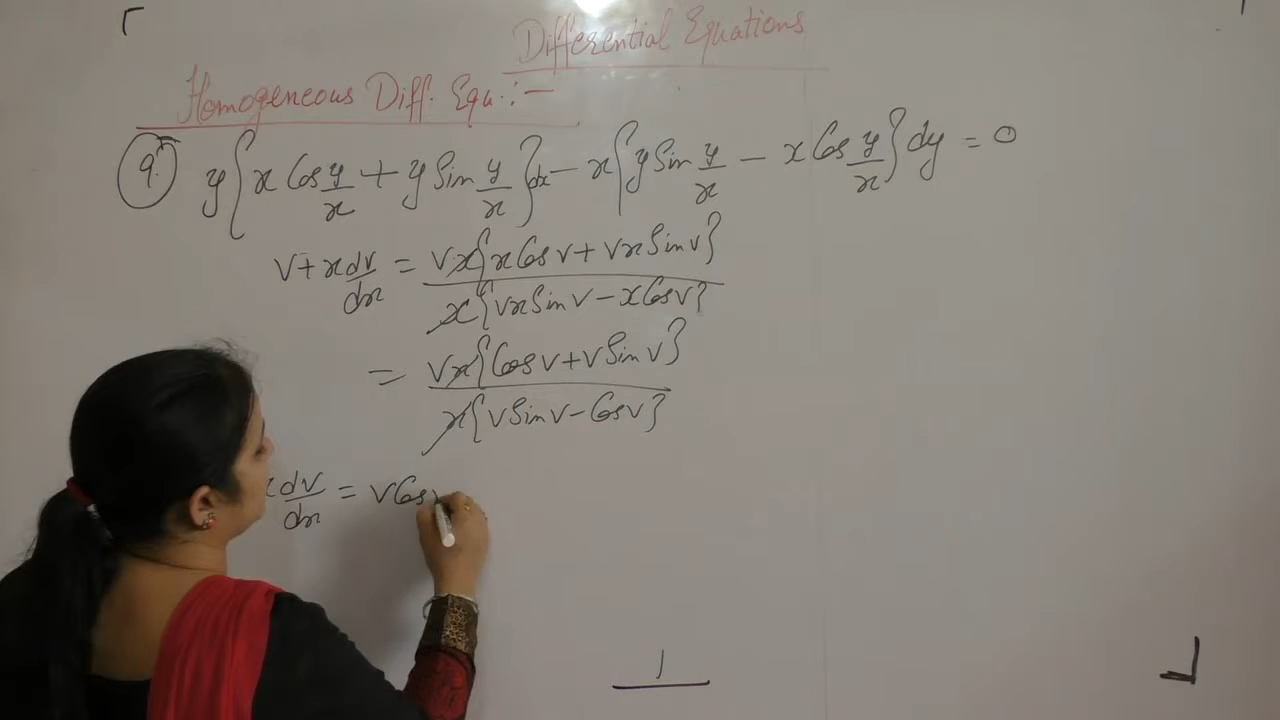 Differential Equations
Homogeneous Diff. Equ.:-
9. y{x Cos y/x + y Sin y/x}dx - x{y Sin y/x - x Cos y/x}dy = 0
v + x dv/dx = vx{x Cos v + vx Sin v} / x{vx Sin v - x Cos v}
= vx{Cos v + v Sin v} / x{v Sin v - Cos v}
x dv/dx = v Cos v
1